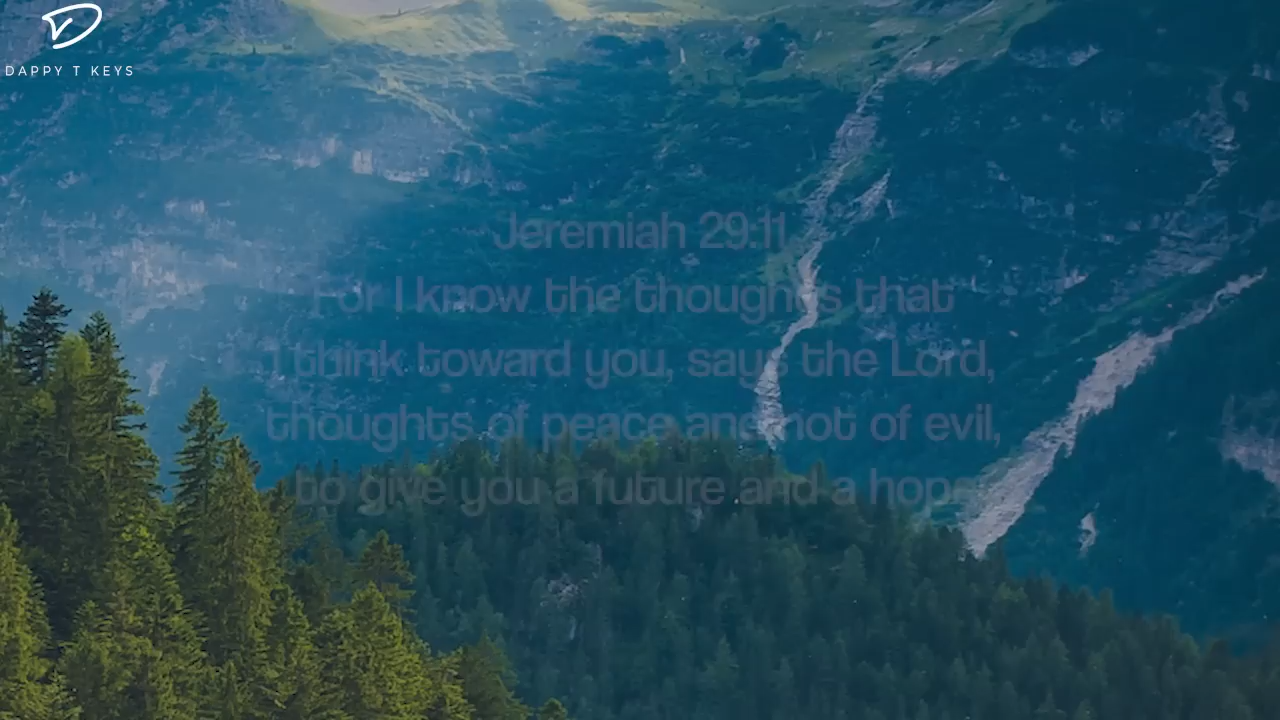 DAPPY T KEYS
Jeremiah 29:11
For I know the thoughts that
I think toward you, says the Lord,
thoughts of peace and not of evil,
to give you a future and a hope